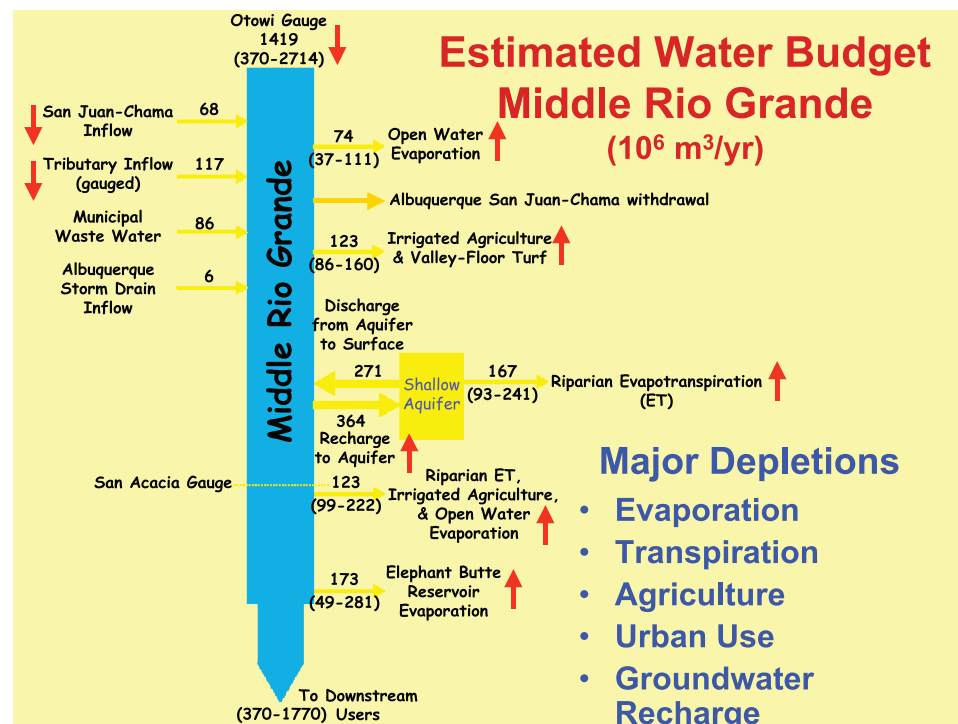 Otowi Gauge
1419
(370-2714)
Estimated Water Budget
Middle Rio Grande
(10⁶ m³/yr)
San Juan-Chama
Inflow
68
Tributary Inflow
(gauged)
117
Municipal
Waste Water
86
Albuquerque
Storm Drain
Inflow
6
Middle Rio Grande
74
(37-111)
Open Water
Evaporation
Albuquerque San Juan-Chama withdrawal
123
(86-160)
Irrigated Agriculture
& Valley-Floor Turf
Discharge
from Aquifer
to Surface
271
Shallow
Aquifer
167
(93-241)
Riparian Evapotranspiration
(ET)
364
Recharge
to Aquifer
San Acacia Gauge
123
(99-222)
Riparian ET,
Irrigated Agriculture,
& Open Water
Evaporation
173
(49-281)
Elephant Butte
Reservoir
Evaporation
To Downstream
(370-1770) Users
Major Depletions
• Evaporation
• Transpiration
• Agriculture
• Urban Use
• Groundwater
Recharge